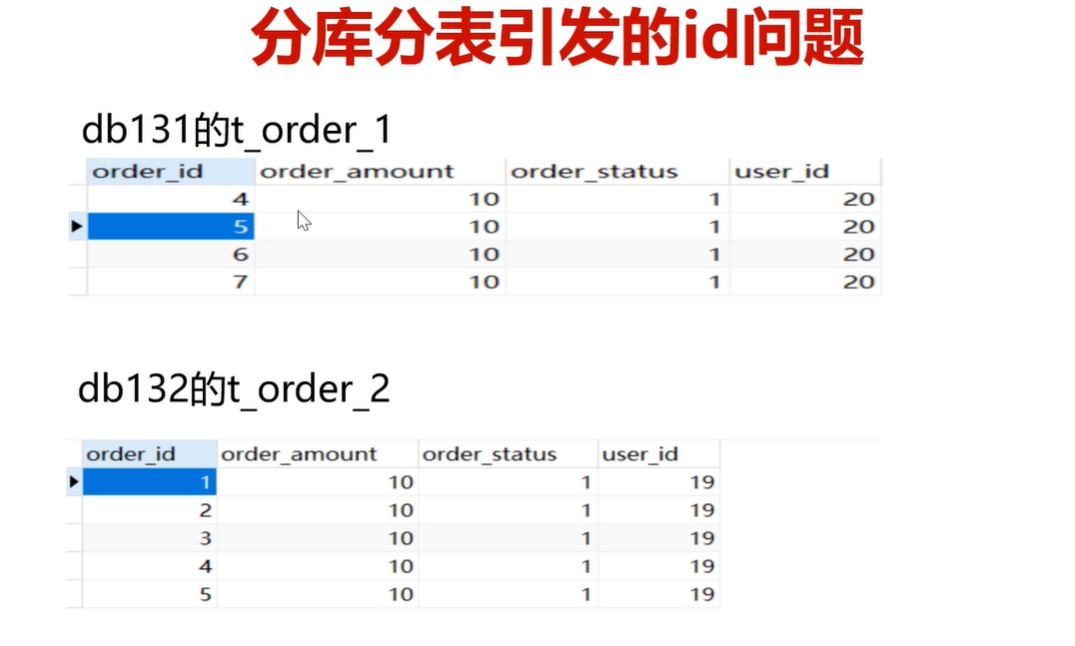 分库分表引发的id问题
db131的t_order_1
order_id order_amount order_status user_id
4 10 1 20
5 10 1 20
6 10 1 20
7 10 1 20
db132的t_order_2
order_id order_amount order_status user_id
1 10 1 19
2 10 1 19
3 10 1 19
4 10 1 19
5 10 1 19